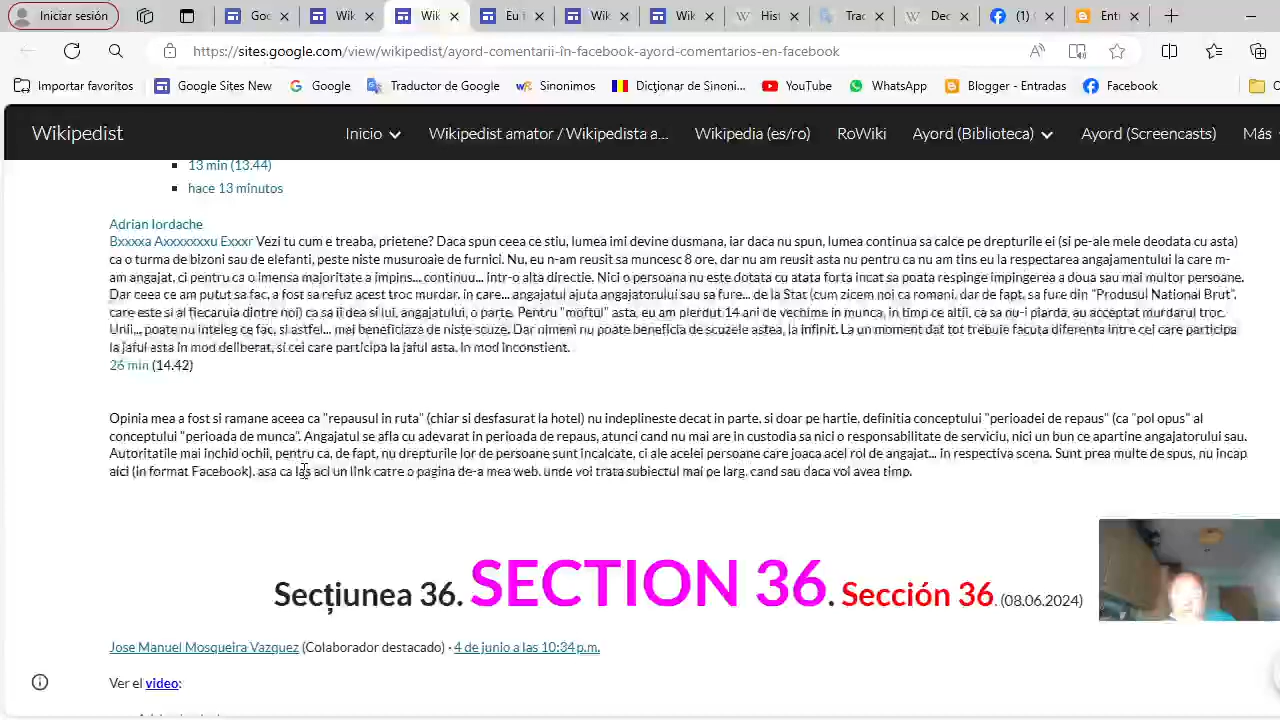 Iniciar sesión
Goo
Wik
Wik
Eu î
Wik
Wik
Hist
Trac
Dec
(1)
Entr
https://sites.google.com/view/wikipedist/ayord-comentarii-în-facebook-ayord-comentarios-en-facebook
Importar favoritos
Google Sites New
Google
Traductor de Google
Sinonimos
Dicţionar de Sinoni...
YouTube
WhatsApp
Blogger - Entradas
Facebook
Wikipedist
Inicio
Wikipedist amator / Wikipedista a...
Wikipedia (es/ro)
RoWiki
Ayord (Biblioteca)
Ayord (Screencasts)
Más
13 min (13.44)
hace 13 minutos
Adrian Iordache
Bxxxxa Axxxxxxxu Exxxr Vezi tu cum e treaba, prietene? Daca spun ceea ce stiu, lumea imi devine dusmana, iar daca nu spun, lumea continua sa calce pe drepturile ei (si pe-ale mele deodata cu asta)
ca o turma de bizoni sau de elefanti, peste niste musuroaie de furnici. Nu, eu n-am reusit sa muncesc 8 ore, dar nu am reusit asta nu pentru ca nu am tins eu la respectarea angajamentului la care m-
am angajat, ci pentru ca o imensa majoritate a impins... continuu... intr-o alta directie. Nici o persoana nu este dotata cu atata forta incat sa poata respinge impingerea a doua sau mai multor persoane.
Dar ceea ce am putut sa fac, a fost sa refuz acest troc murdar, in care... angajatul ajuta angajatorului sau sa fure... de la Stat (cum zicem noi ca romani, dar de fapt, sa fure din "Produsul National Brut",
care este si al fiecaruia dintre noi) ca sa ii dea si lui, angajatului, o parte. Pentru "moftul" asta, eu am pierdut 14 ani de vechime in munca, in timp ce altii, ca sa nu-i piarda, au acceptat murdarul troc.
Unii... poate nu inteleg ce fac, si astfel... mai beneficiaza de niste scuze. Dar nimeni nu poate beneficia de scuzele astea, la infinit. La un moment dat tot trebuie facuta diferenta intre cei care participa
la jaful asta in mod deliberat, si cei care participa la jaful asta, in mod inconstient.
26 min (14.42)
Opinia mea a fost si ramane aceea ca "repausul in ruta" (chiar si desfasurat la hotel) nu indeplineste decat in parte, si doar pe hartie, definitia conceptului "perioadei de repaus" (ca "pol opus" al
conceptului "perioada de munca". Angajatul se afla cu adevarat in perioada de repaus, atunci cand nu mai are in custodia sa nici o responsabilitate de serviciu, nici un bun ce apartine angajatorului sau.
Autoritatile mai inchid ochii, pentru ca, de fapt, nu drepturile lor de persoane sunt incalcate, ci ale acelei persoane care joaca acel rol de angajat... in respectiva scena. Sunt prea multe de spus, nu incap
aici (in format Facebook), asa ca las aci un link catre o pagina de-a mea web, unde voi trata subiectul mai pe larg, cand sau daca voi avea timp.
Secțiunea 36. SECTION 36. Sección 36. (08.06.2024)
Jose Manuel Mosqueira Vazquez (Colaborador destacado) · 4 de junio a las 10:34 p.m.
Ver el video: